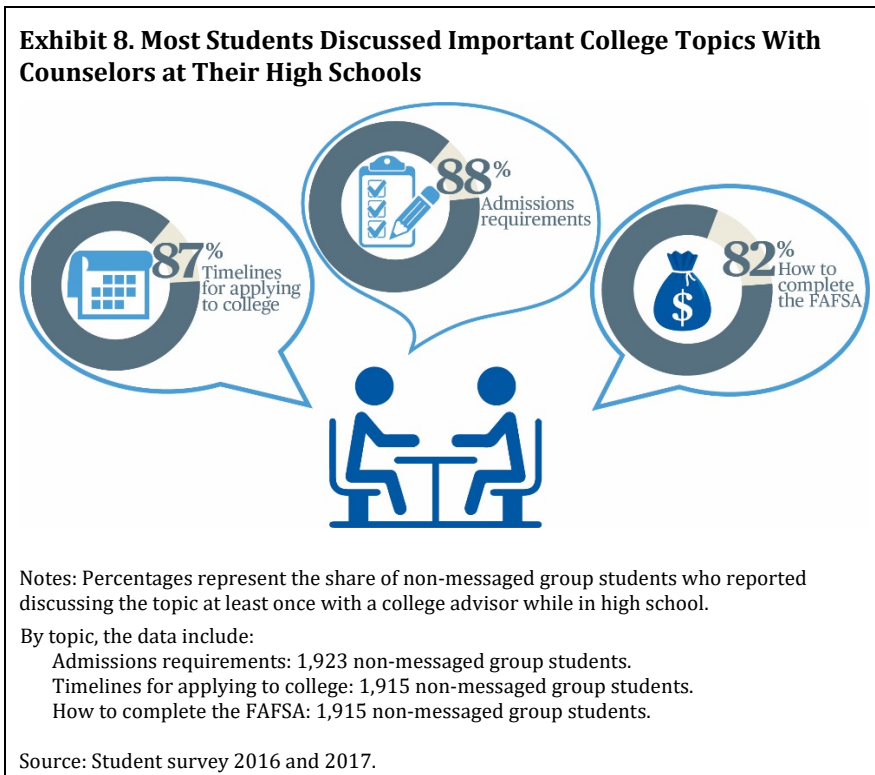 Exhibit 8. Most Students Discussed Important College Topics With
Counselors at Their High Schools
87%
Timelines
for applying
to college
88%
Admissions
requirements
82%
How to
complete
the FAFSA
$
Notes: Percentages represent the share of non-messaged group students who reported
discussing the topic at least once with a college advisor while in high school.
By topic, the data include:
Admissions requirements: 1,923 non-messaged group students.
Timelines for applying to college: 1,915 non-messaged group students.
How to complete the FAFSA: 1,915 non-messaged group students.
Source: Student survey 2016 and 2017.